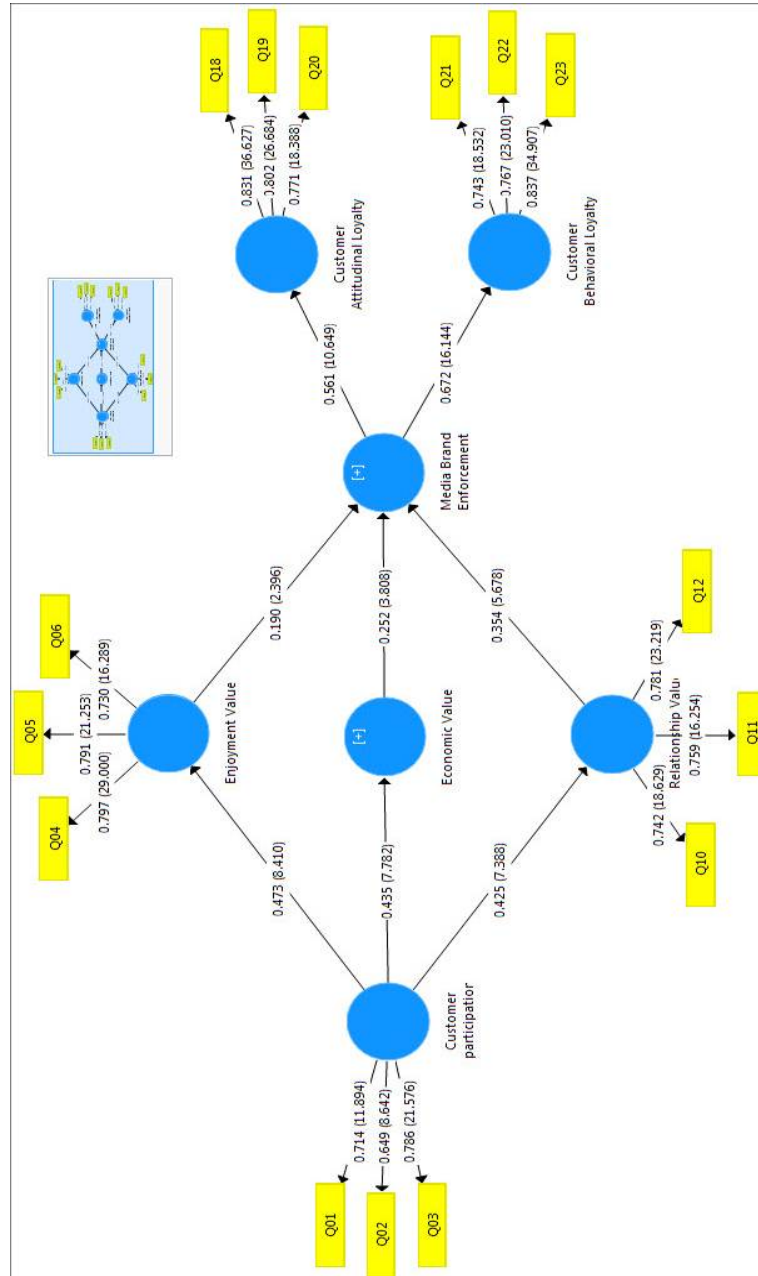 Q01
Q02
Q03
0.714 (11.894)
0.649 (8.642)
0.786 (21.576)
Customer
participation
0.473 (8.410)
0.435 (7.782)
0.425 (7.388)
Q04
Q05
Q06
0.797 (29.000)
0.791 (21.253)
0.730 (16.289)
Enjoyment Value
[+]
Economic Value
Relationship Value
0.742 (18.629)
0.759 (16.254)
0.781 (23.219)
Q10
Q11
Q12
0.190 (2.396)
0.252 (3.808)
0.354 (5.678)
[+]
Media Brand
Enforcement
0.561 (10.649)
0.672 (16.144)
Customer
Attitudinal Loyalty
0.831 (36.627)
0.802 (26.684)
0.771 (18.388)
Q18
Q19
Q20
Customer
Behavioral Loyalty
0.743 (18.532)
0.767 (23.010)
0.837 (34.907)
Q21
Q22
Q23